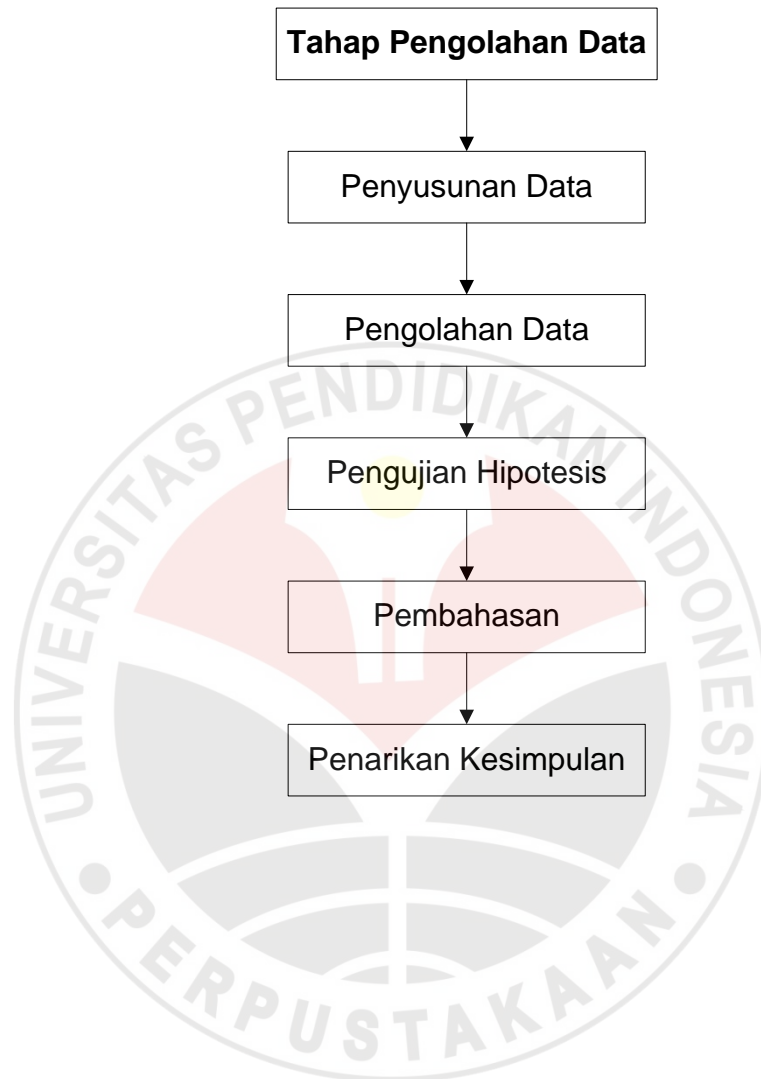 Tahap Pengolahan Data
Penyusunan Data
Pengolahan Data
Pengujian Hipotesis
Pembahasan
Penarikan Kesimpulan
UNIVERSITAS PENDIDIKAN INDONESIA
PERPUSTAKAAN